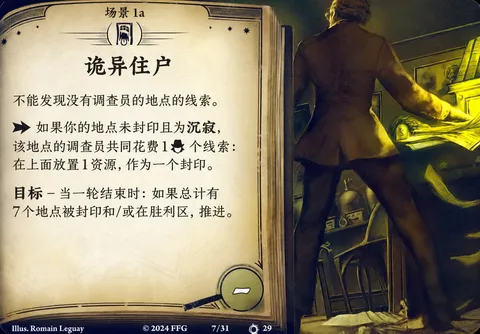 场景 1a
诡异住户
不能发现没有调查员的地点的线索。
如果你的地点未封印且为沉寂,
该地点的调查员共同花费1个线索:
在上面放置1资源, 作为一个封印。
目标 – 当一轮结束时: 如果总计有
7个地点被封印和/或在胜利区, 推进。
–
Illus. Romain Leguay © 2024 FFG 7/31 29